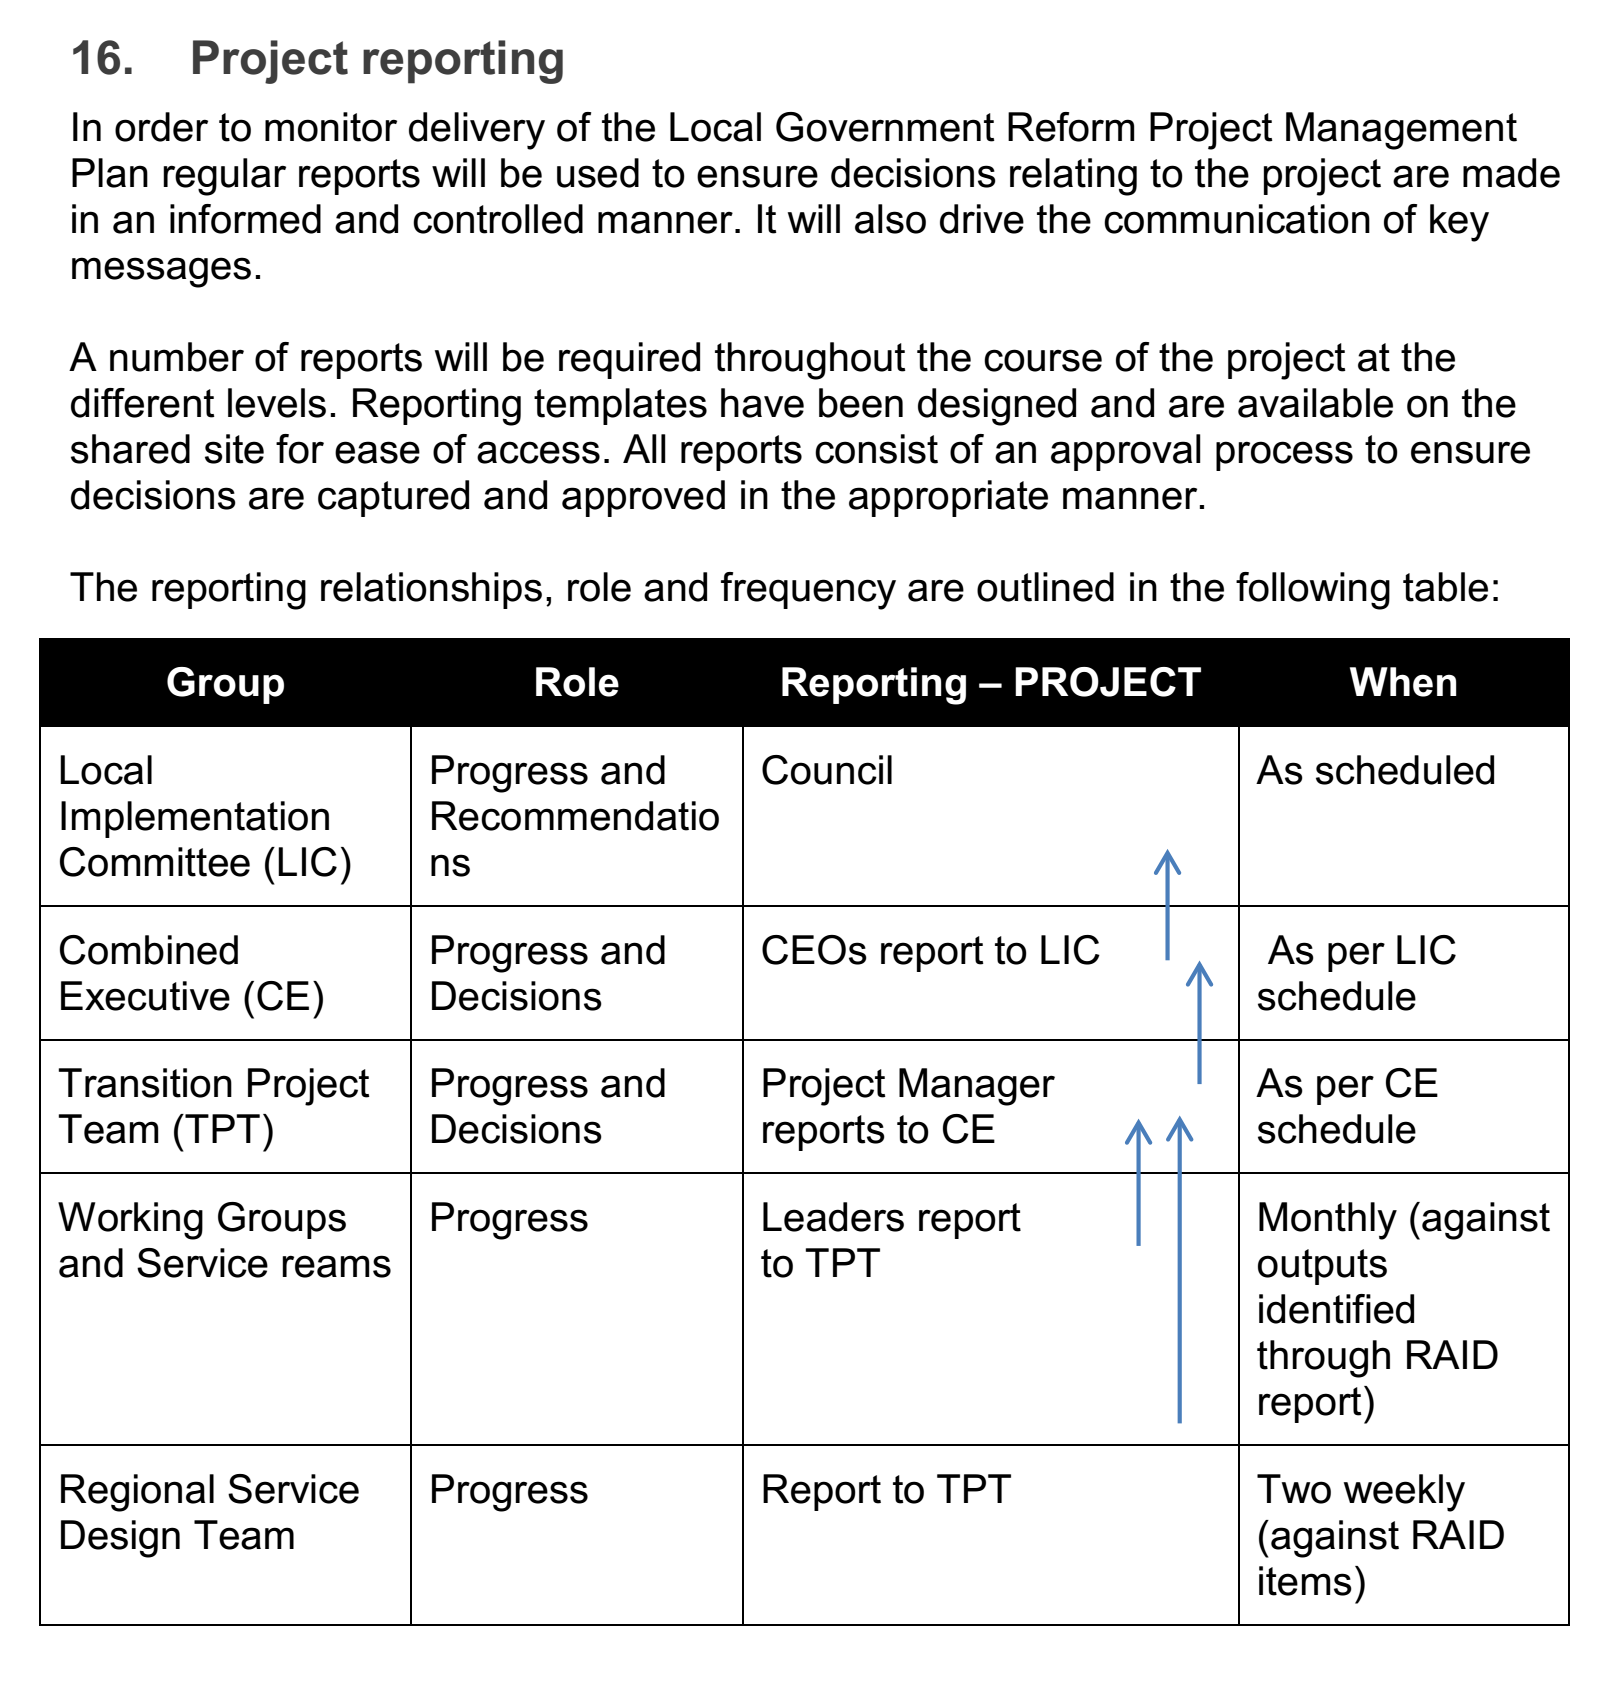 16. Project reporting
In order to monitor delivery of the Local Government Reform Project Management
Plan regular reports will be used to ensure decisions relating to the project are made
in an informed and controlled manner. It will also drive the communication of key
messages.
A number of reports will be required throughout the course of the project at the
different levels. Reporting templates have been designed and are available on the
shared site for ease of access. All reports consist of an approval process to ensure
decisions are captured and approved in the appropriate manner.
The reporting relationships, role and frequency are outlined in the following table:
Group Role Reporting – PROJECT When
Local
Implementation
Committee (LIC)
Progress and
Recommendatio
ns
Council
As scheduled
Combined
Executive (CE)
Progress and
Decisions
CEOs report to LIC
As per LIC
schedule
Transition Project
Team (TPT)
Progress and
Decisions
Project Manager
reports to CE
As per CE
schedule
Working Groups
and Service reams
Progress
Leaders report
to TPT
Monthly (against
outputs
identified
through RAID
report)
Regional Service
Design Team
Progress
Report to TPT
Two weekly
(against RAID
items)